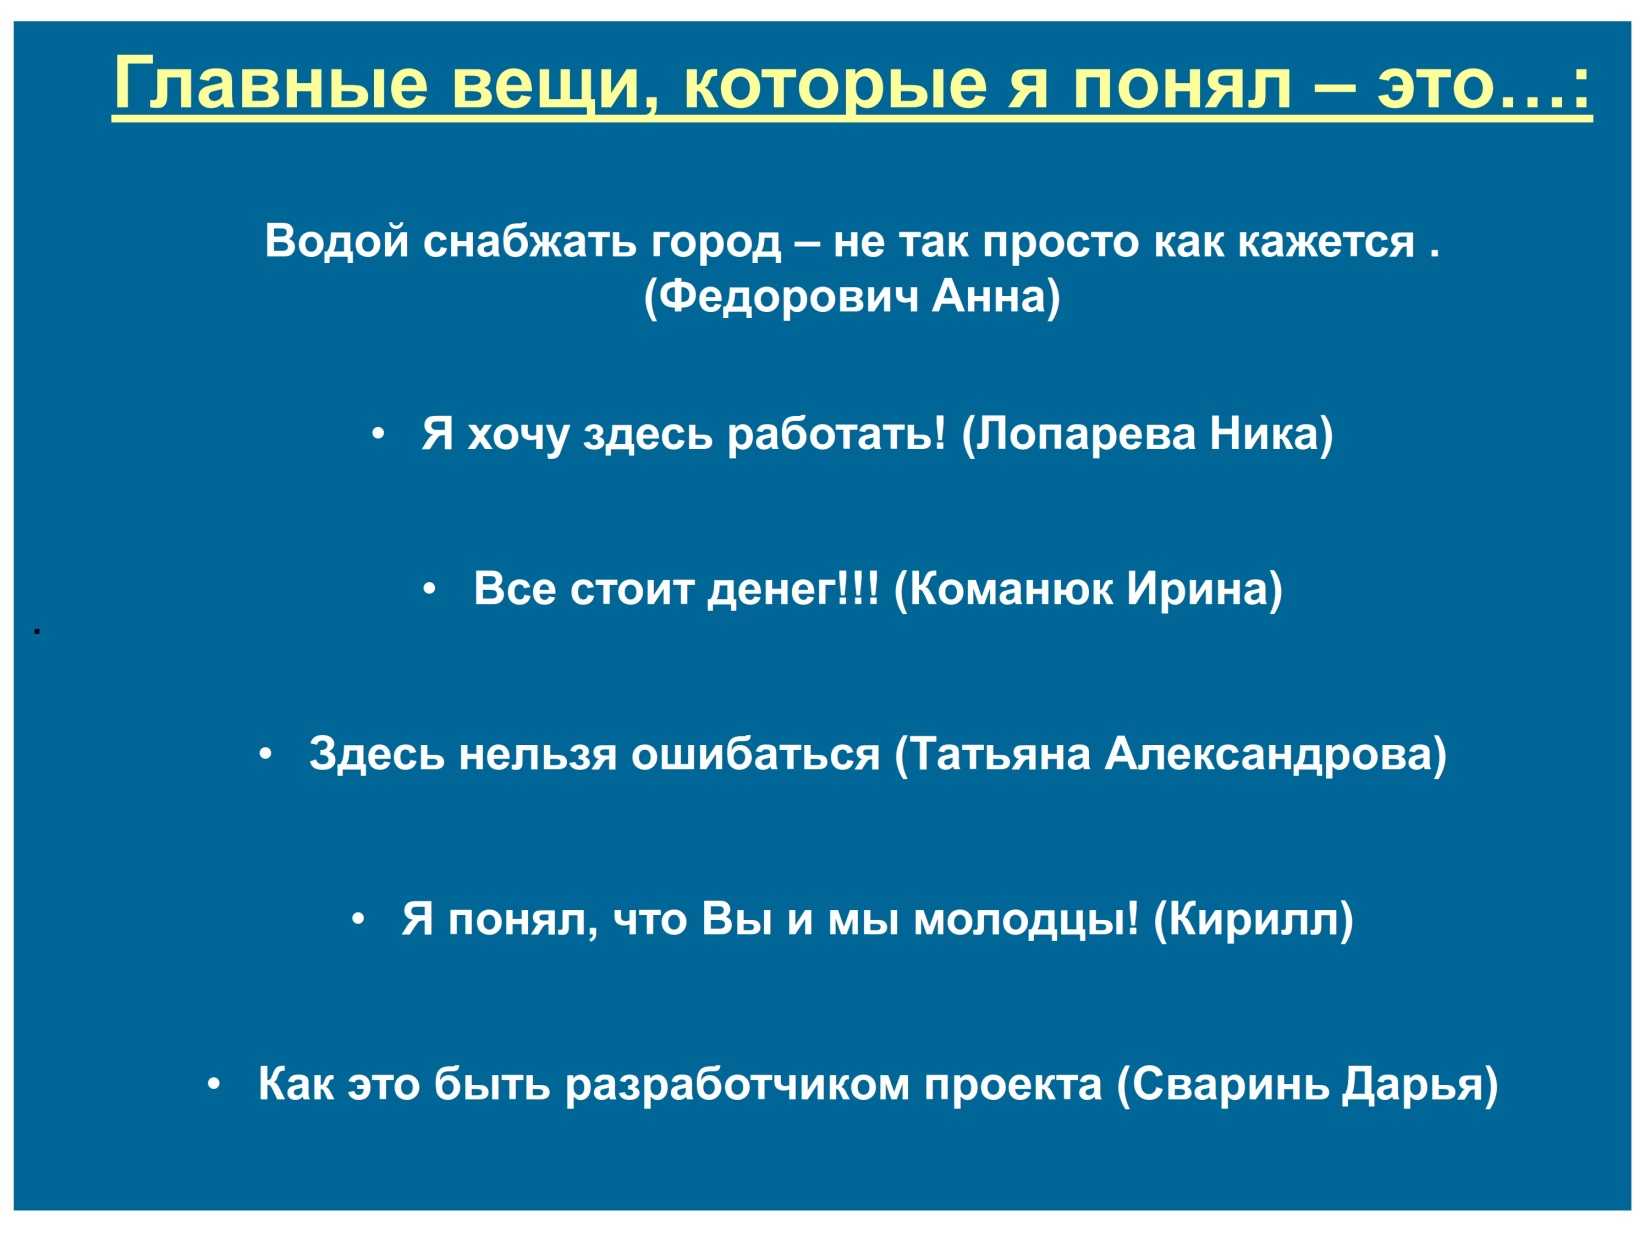 Главные вещи, которые я понял – это…:
Водой снабжать город – не так просто как кажется .
(Федорович Анна)
• Я хочу здесь работать! (Лопарева Ника)
• Все стоит денег!!! (Команюк Ирина)
.
• Здесь нельзя ошибаться (Татьяна Александрова)
• Я понял, что Вы и мы молодцы! (Кирилл)
• Как это быть разработчиком проекта (Сваринь Дарья)